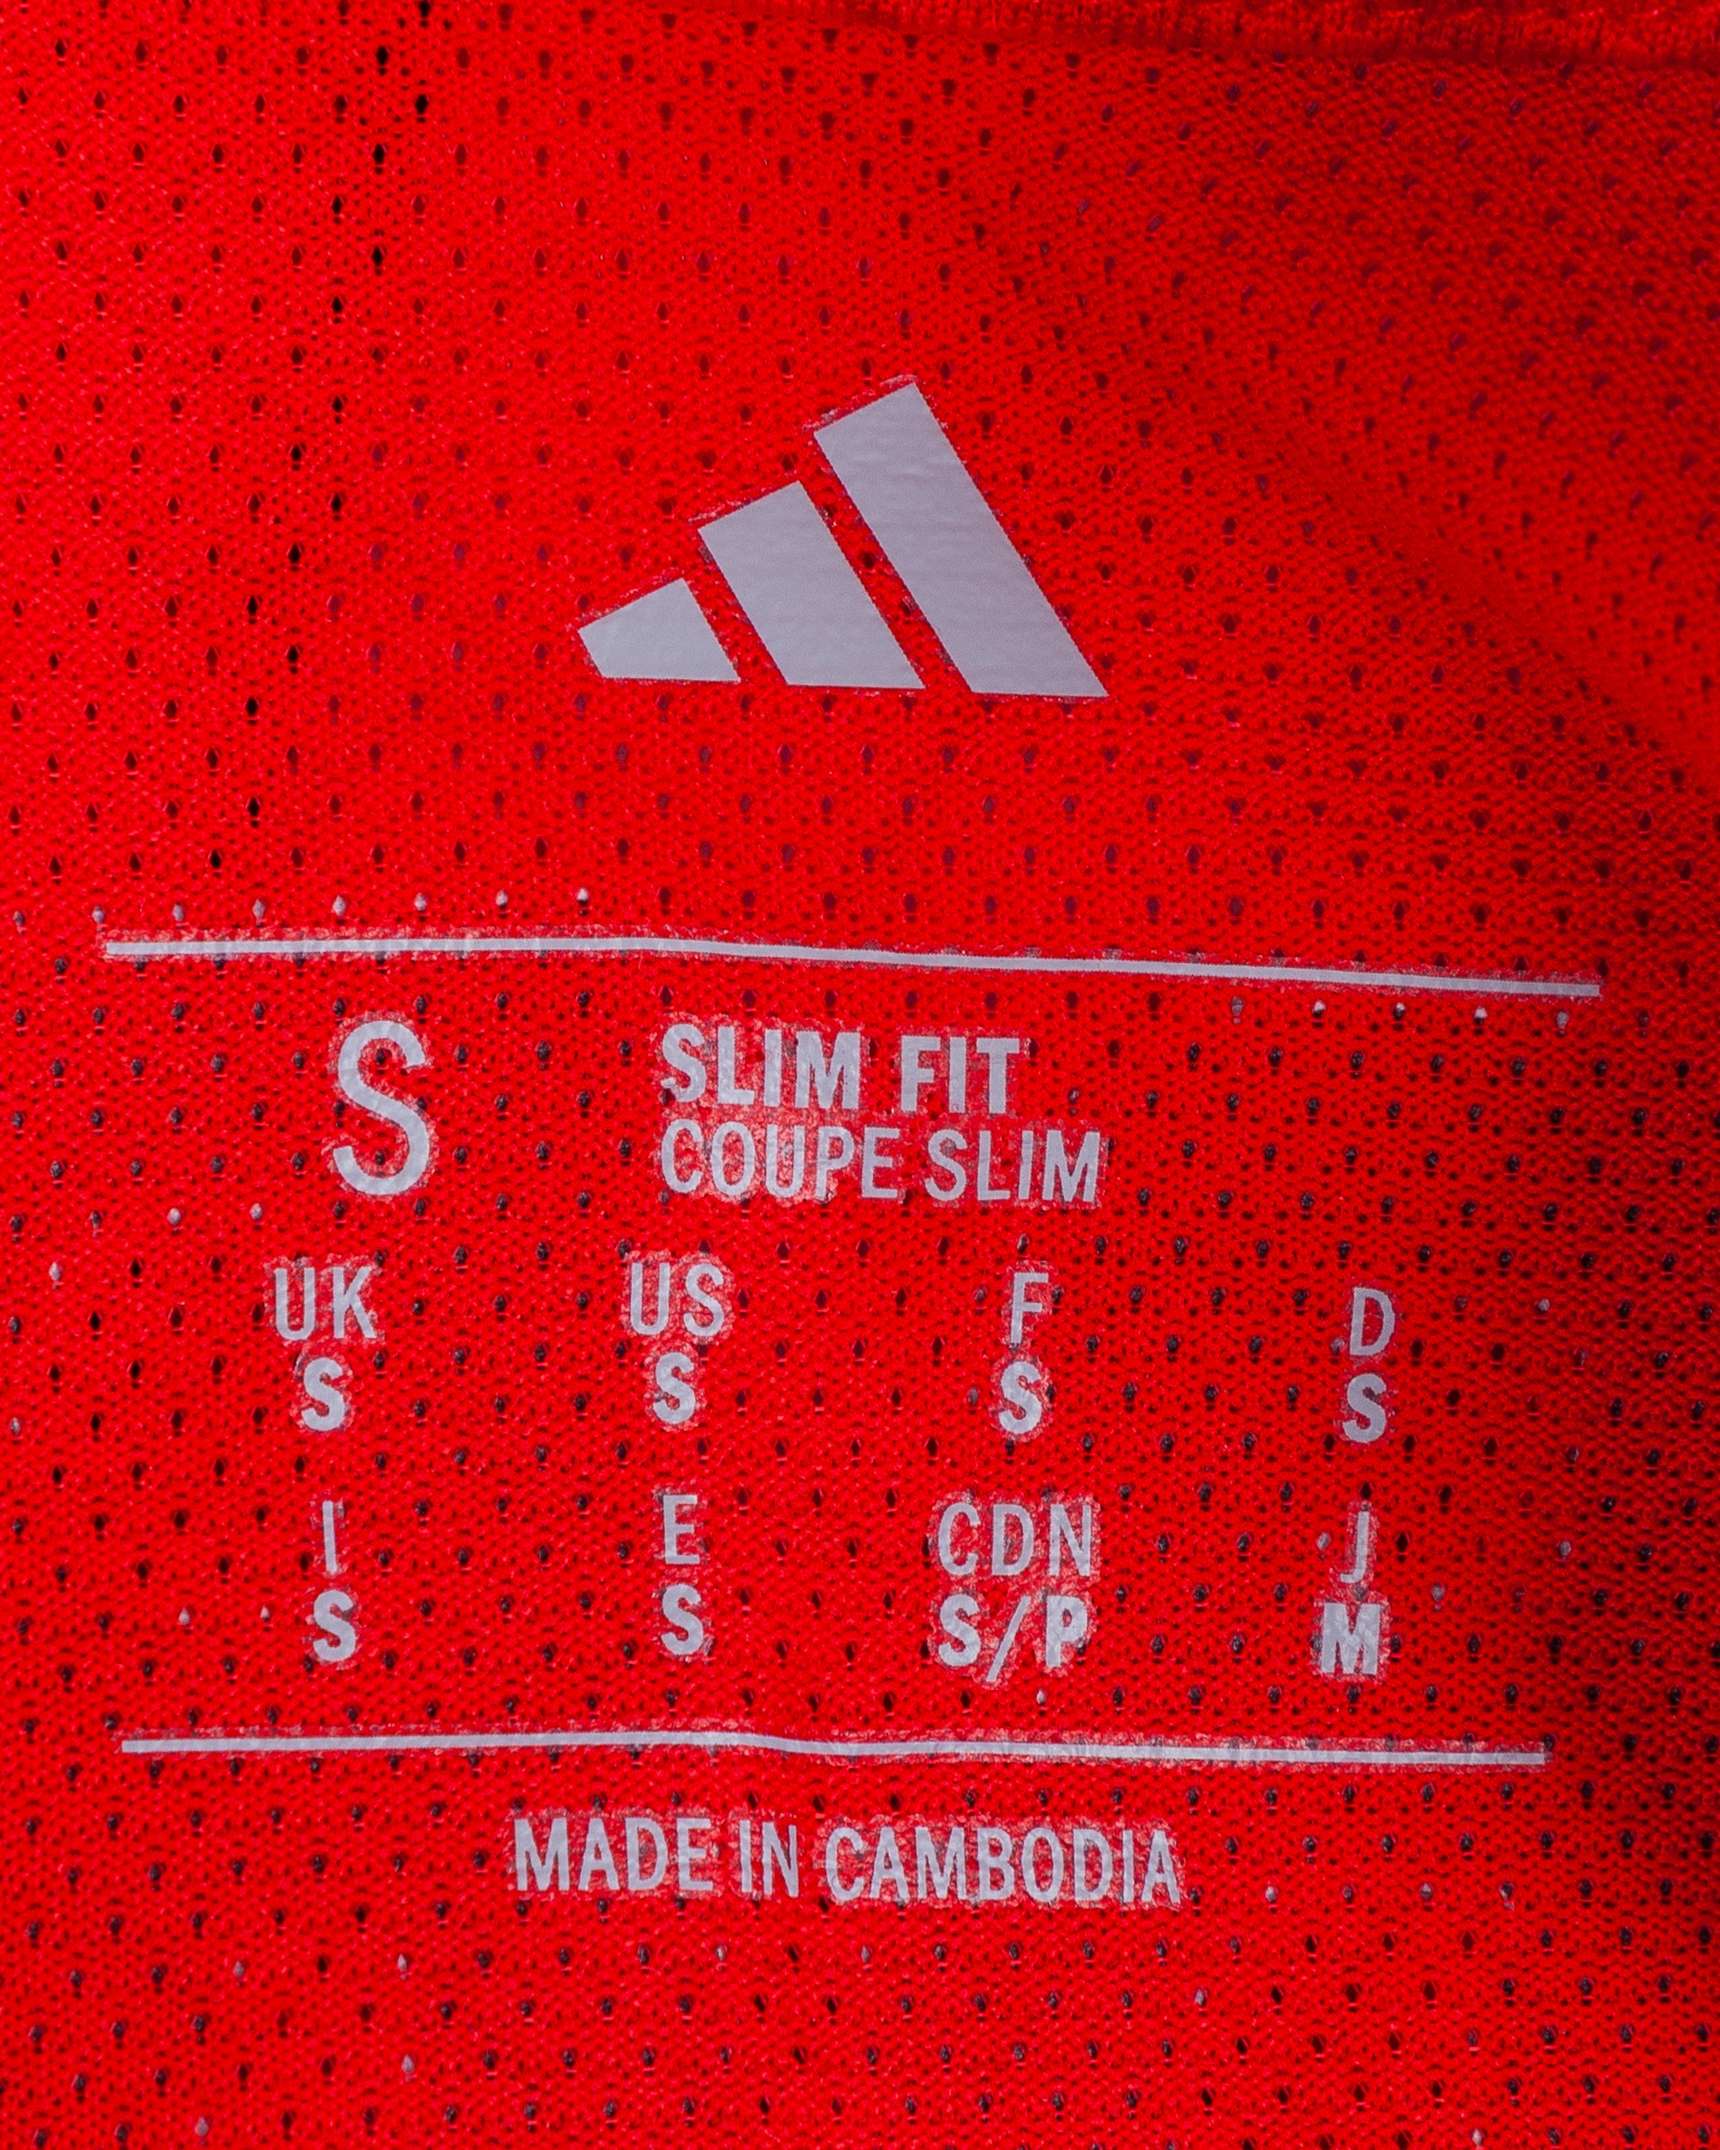 S
SLIM FIT
COUPE SLIM
UK US F D
S S S S
I E CDN J
S S S/P M
MADE IN CAMBODIA